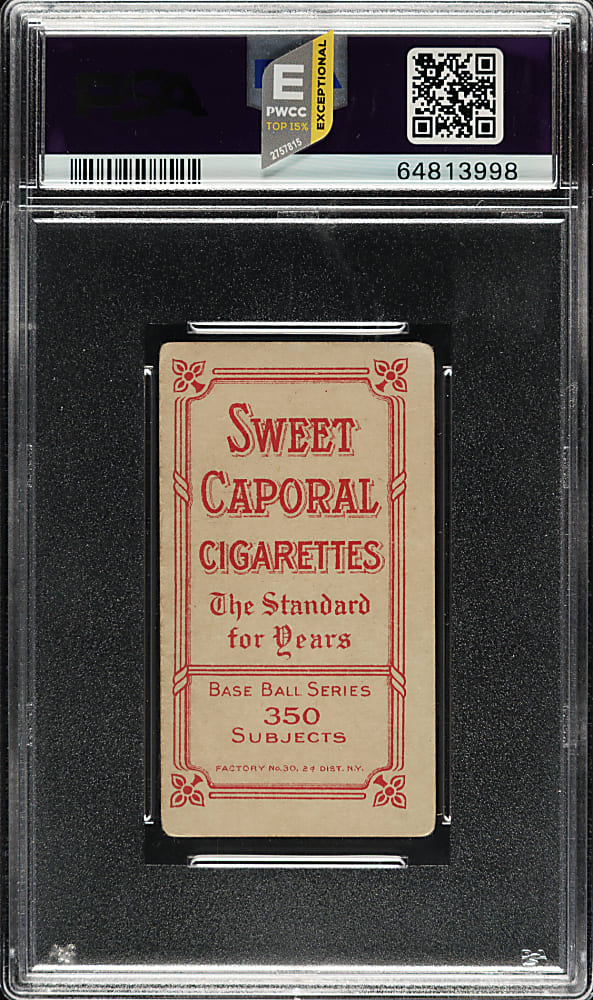 PSA
E
PWCC
TOP 15%
EXCEPTIONAL
2757815
64813998
SWEET
CAPORAL
CIGARETTES
The Standard
for Years
BASE BALL SERIES
350
SUBJECTS
FACTORY No. 30, 2d DIST. N.Y.
PSA